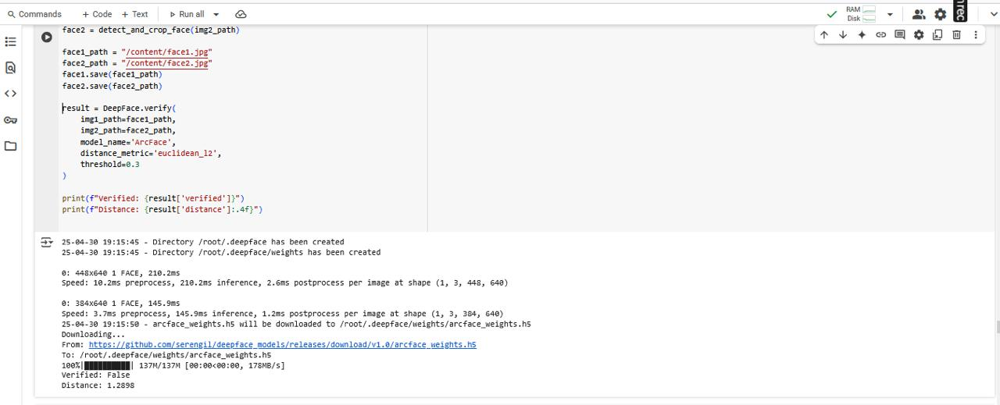 Commands
+ Code
+ Text
Run all
RAM
Disk
face2 = detect_and_crop_face(img2_path)
face1_path = "/content/face1.jpg"
face2_path = "/content/face2.jpg"
face1.save(face1_path)
face2.save(face2_path)
result = DeepFace.verify(
    img1_path=face1_path,
    img2_path=face2_path,
    model_name='ArcFace',
    distance_metric='euclidean_l2',
    threshold=0.3
)
print(f"Verified: {result['verified']}")
print(f"Distance: {result['distance']:.4f}")
25-04-30 19:15:45 - Directory /root/.deepface has been created
25-04-30 19:15:45 - Directory /root/.deepface/weights has been created
0: 448x640 1 FACE, 210.2ms
Speed: 10.2ms preprocess, 210.2ms inference, 2.6ms postprocess per image at shape (1, 3, 448, 640)
0: 384x640 1 FACE, 145.9ms
Speed: 3.7ms preprocess, 145.9ms inference, 1.2ms postprocess per image at shape (1, 3, 384, 640)
25-04-30 19:15:50 - arcface_weights.h5 will be downloaded to /root/.deepface/weights/arcface_weights.h5
Downloading...
From: https://github.com/serengil/deepface_models/releases/download/v1.0/arcface_weights.h5
To: /root/.deepface/weights/arcface_weights.h5
100%|██████████| 137M/137M [00:00<00:00, 178MB/s]
Verified: False
Distance: 1.2898